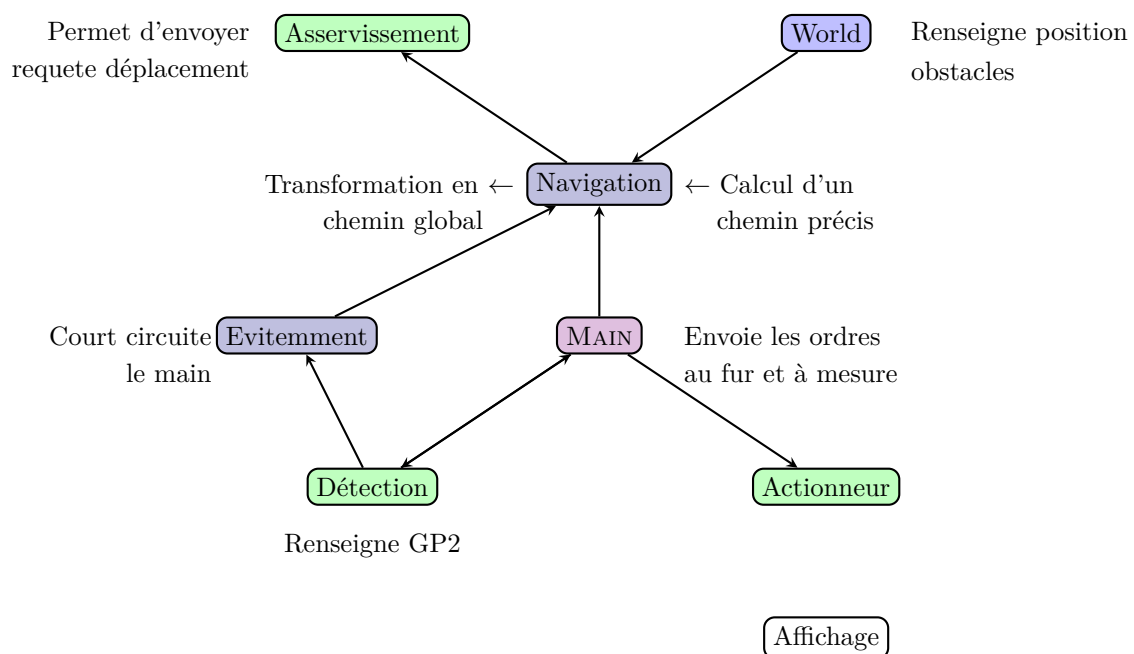 Permet d'envoyer
requete déplacement
Asservissement
World
Renseigne position
obstacles
Transformation en ←
chemin global
Navigation
← Calcul d'un
chemin précis
Court circuite
le main
Evitemment
MAIN
Envoie les ordres
au fur et à mesure
Détection
Actionneur
Renseigne GP2
Affichage